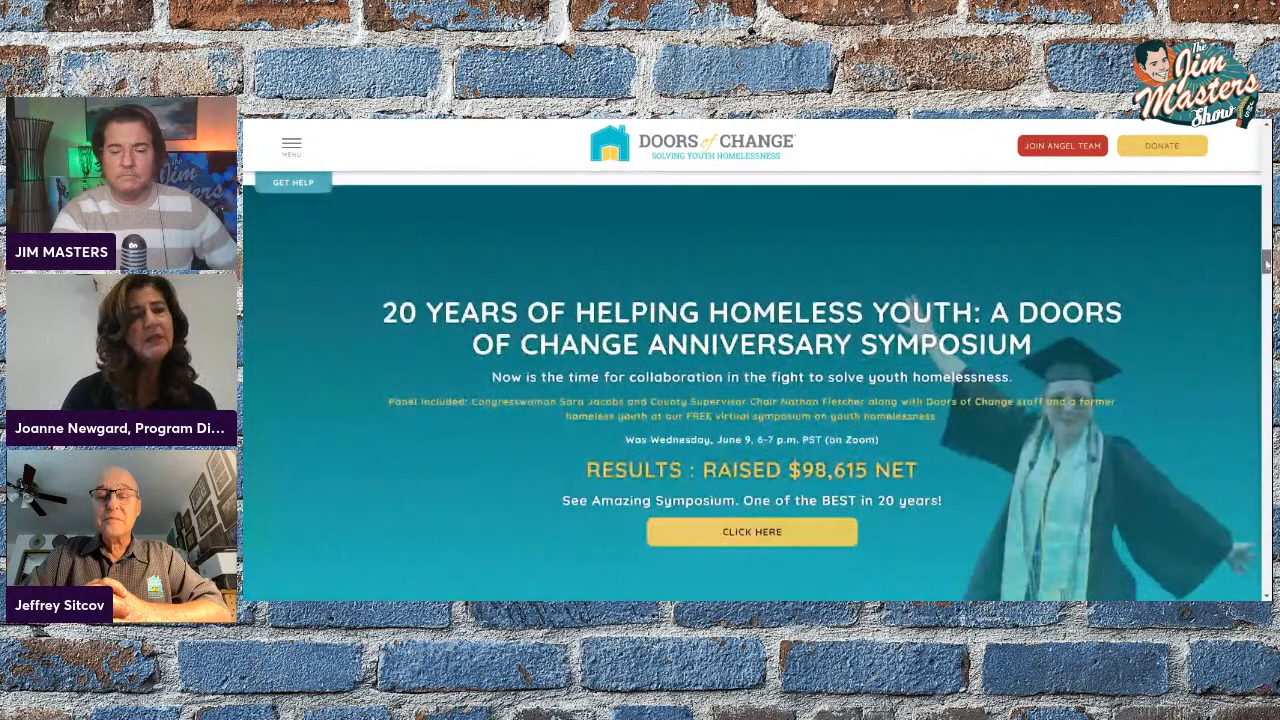 The
Jim
Masters
Show
MENU
DOORS of CHANGE
SOLVING YOUTH HOMELESSNESS
JOIN ANGEL TEAM
DONATE
GET HELP
JIM MASTERS
Joanne Newgard, Program Di...
Jeffrey Sitcov
20 YEARS OF HELPING HOMELESS YOUTH: A DOORS
OF CHANGE ANNIVERSARY SYMPOSIUM
Now is the time for collaboration in the fight to solve youth homelessness.
Panel included: Congresswoman Sara Jacobs and County Supervisor Chair Nathan Fletcher along with Doors of Change staff and a former
homeless youth at our FREE virtual symposium on youth homelessness
Was Wednesday, June 9, 6-7 p.m. PST (on Zoom)
RESULTS : RAISED $98,615 NET
See Amazing Symposium. One of the BEST in 20 years!
CLICK HERE